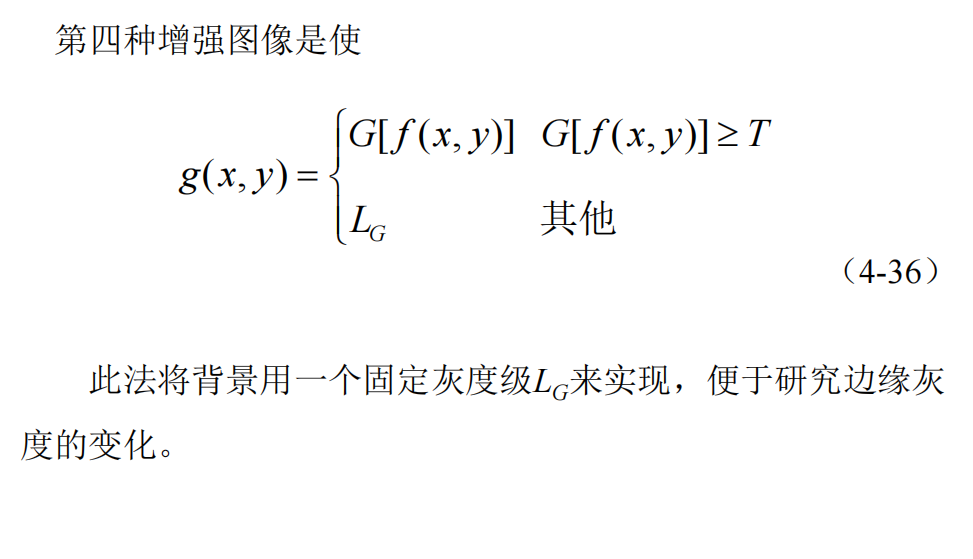 第四种增强图像是使
g(x, y) = { G[f(x, y)]  G[f(x, y)] ≥ T
L_G  其他
（4-36）
此法将背景用一个固定灰度级L_G来实现，便于研究边缘灰
度的变化。